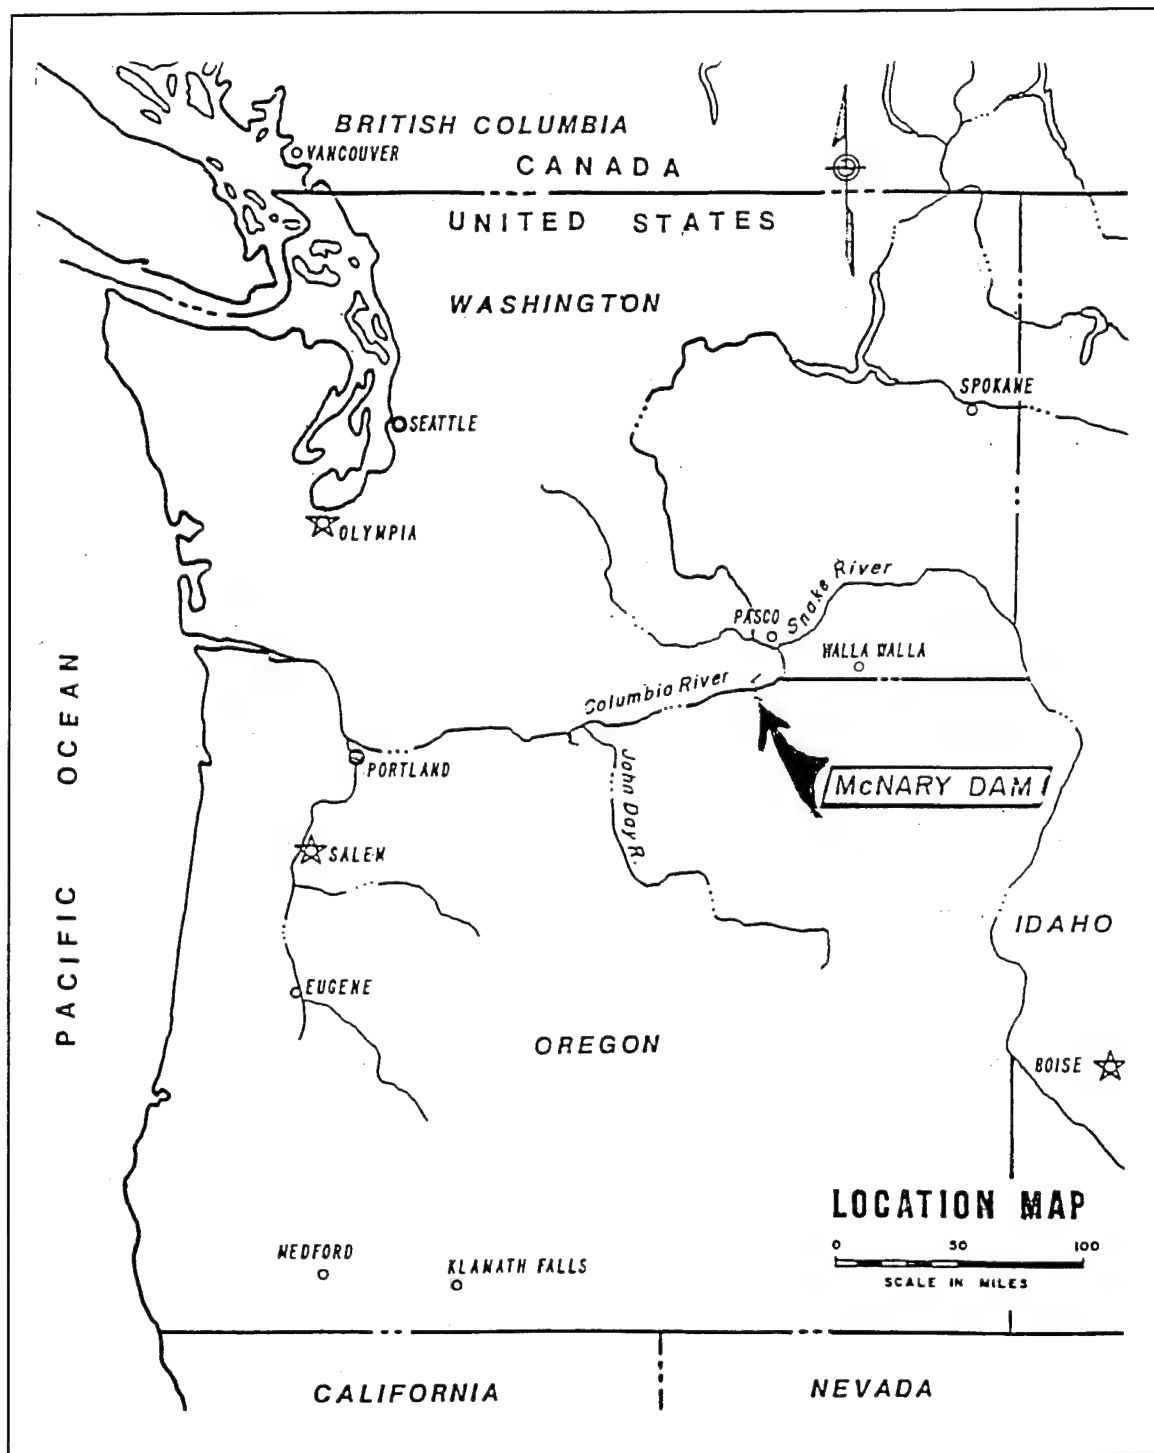 BRITISH COLUMBIA
VANCOUVER
CANADA
UNITED STATES
WASHINGTON
SPOKANE
SEATTLE
OLYMPIA
Snake River
PASCO
WALLA WALLA
Columbia River
PACIFIC OCEAN
PORTLAND
McNARY DAM
John Day R.
SALEM
IDAHO
EUGENE
OREGON
BOISE
LOCATION MAP
0 50 100
SCALE IN MILES
MEDFORD
KLAMATH FALLS
CALIFORNIA
NEVADA